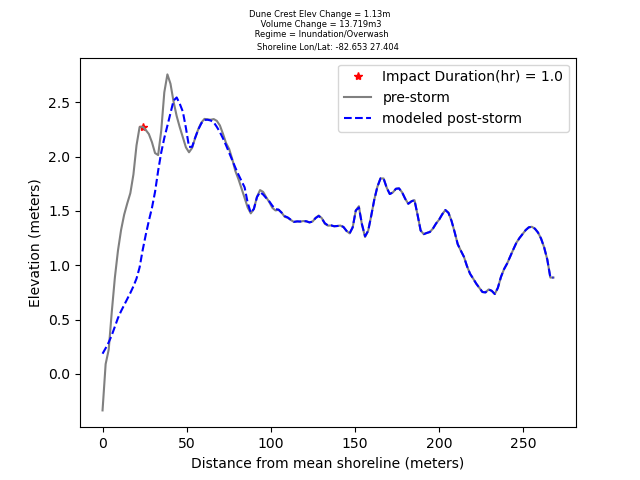 Dune Crest Elev Change = 1.13m
Volume Change = 13.719m3
Regime = Inundation/Overwash
Shoreline Lon/Lat: -82.653 27.404
Impact Duration(hr) = 1.0
pre-storm
modeled post-storm
Elevation (meters)
2.5
2.0
1.5
1.0
0.5
0.0
0 50 100 150 200 250
Distance from mean shoreline (meters)